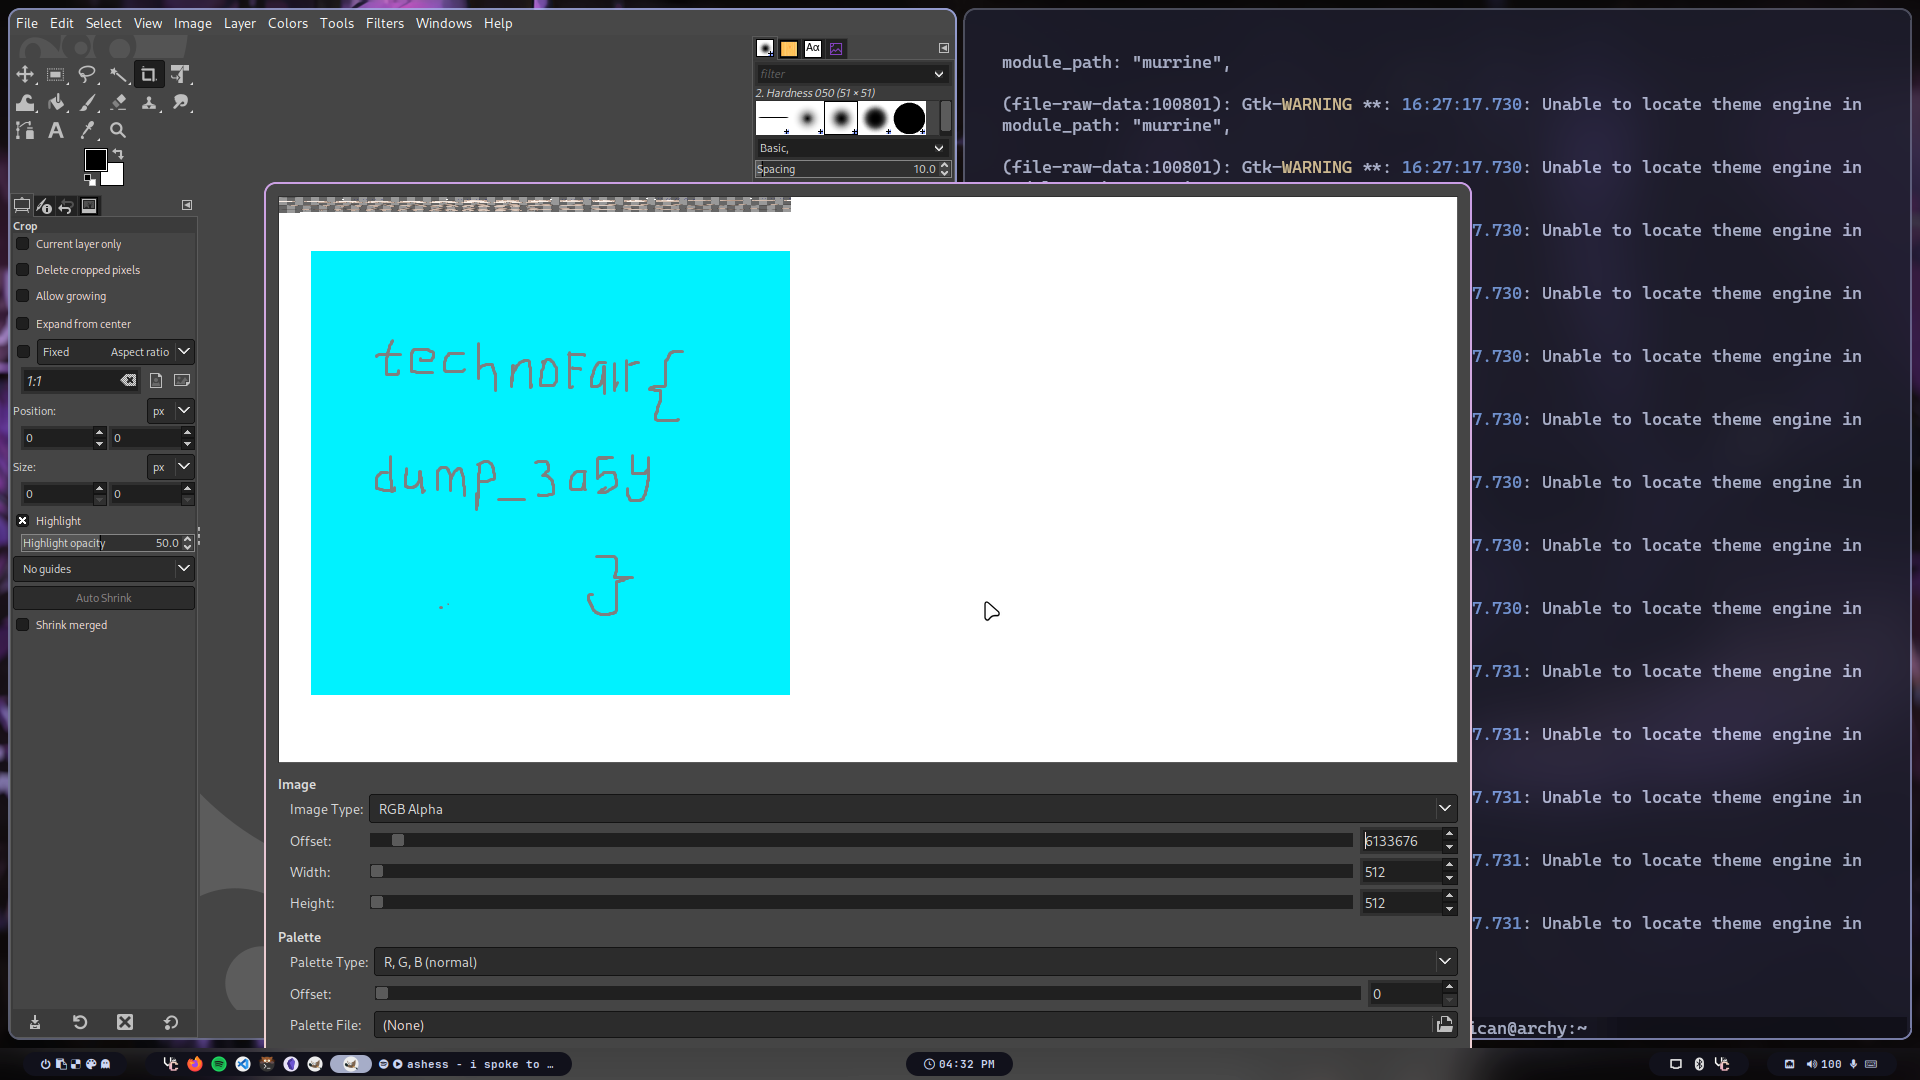 File Edit Select View Image Layer Colors Tools Filters Windows Help
filter
2. Hardness 050 (51 × 51)
Basic,
Spacing 10.0
Crop
Current layer only
Delete cropped pixels
Allow growing
Expand from center
Fixed Aspect ratio
1:1
Position: px
0 0
Size: px
0 0
Highlight
Highlight opacity 50.0
No guides
Auto Shrink
Shrink merged
technoFair{
dump_3a5y
}
Image
Image Type: RGB Alpha
Offset: 6133676
Width: 512
Height: 512
Palette
Palette Type: R, G, B (normal)
Offset: 0
Palette File: (None)
module_path: "murrine",
(file-raw-data:100801): Gtk-WARNING **: 16:27:17.730: Unable to locate theme engine in
module_path: "murrine",
(file-raw-data:100801): Gtk-WARNING **: 16:27:17.730: Unable to locate theme engine in
7.730: Unable to locate theme engine in
7.730: Unable to locate theme engine in
7.730: Unable to locate theme engine in
7.730: Unable to locate theme engine in
7.730: Unable to locate theme engine in
7.730: Unable to locate theme engine in
7.730: Unable to locate theme engine in
7.731: Unable to locate theme engine in
7.731: Unable to locate theme engine in
7.731: Unable to locate theme engine in
7.731: Unable to locate theme engine in
7.731: Unable to locate theme engine in
ican@archy:~
ashess - i spoke to …
04:32 PM
100